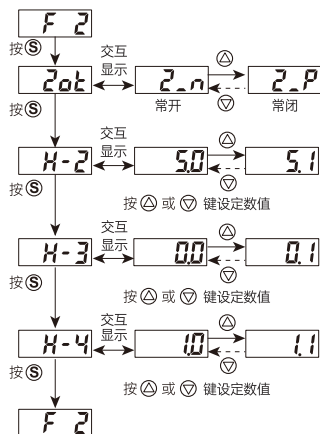 F 2
按Ⓢ
交互
显示
2ot 2_n 2_P
常开 常闭
按Ⓢ
交互
显示
H-2 5.0 5.1
按Ⓢ
按 或 键设定数值
交互
显示
H-3 0.0 0.1
按Ⓢ
按 或 键设定数值
交互
显示
H-4 1.0 1.1
按Ⓢ
按 或 键设定数值
F 2